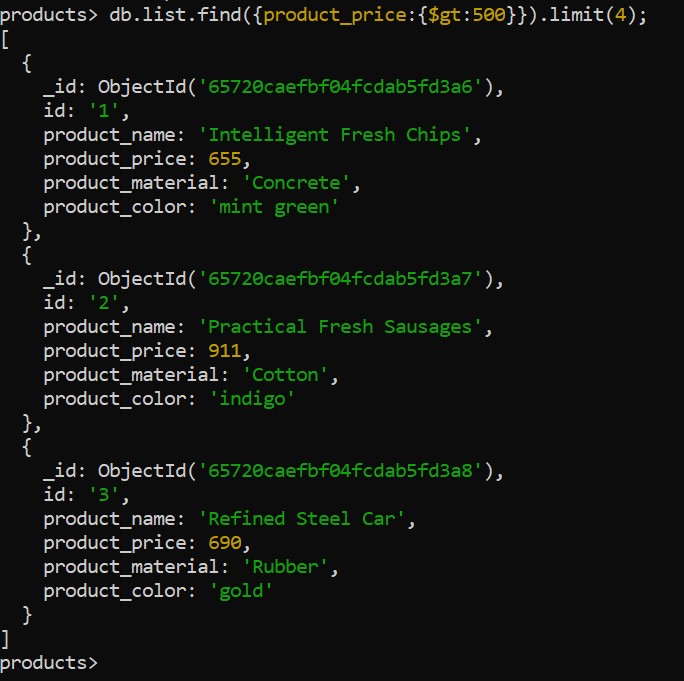 products> db.list.find({product_price:{$gt:500}}).limit(4);
[
  {
    _id: ObjectId('65720caefbf04fcdab5fd3a6'),
    id: '1',
    product_name: 'Intelligent Fresh Chips',
    product_price: 655,
    product_material: 'Concrete',
    product_color: 'mint green'
  },
  {
    _id: ObjectId('65720caefbf04fcdab5fd3a7'),
    id: '2',
    product_name: 'Practical Fresh Sausages',
    product_price: 911,
    product_material: 'Cotton',
    product_color: 'indigo'
  },
  {
    _id: ObjectId('65720caefbf04fcdab5fd3a8'),
    id: '3',
    product_name: 'Refined Steel Car',
    product_price: 690,
    product_material: 'Rubber',
    product_color: 'gold'
  }
]
products>